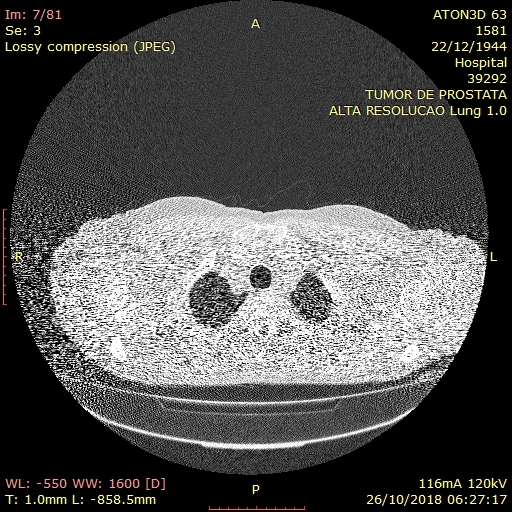 Im: 7/81
Se: 3
Lossy compression (JPEG)
A
ATON3D 63
1581
22/12/1944
Hospital
39292
TUMOR DE PROSTATA
ALTA RESOLUCAO Lung 1.0
R
L
WL: -550 WW: 1600 [D]
T: 1.0mm L: -858.5mm
P
116mA 120kV
26/10/2018 06:27:17